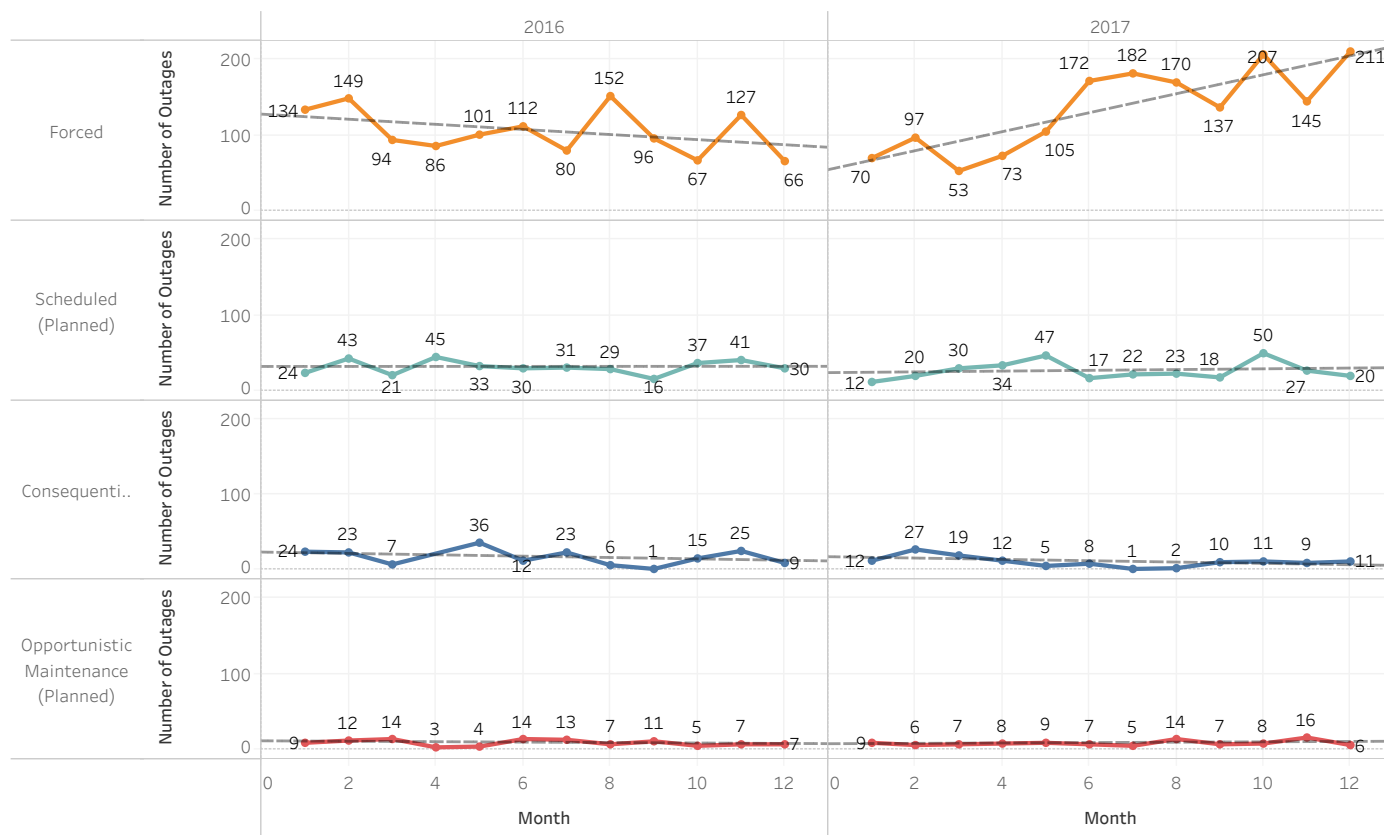 2016 2017
Forced
Number of Outages
200
100
0
134 149 94 86 101 112 80 152 96 67 127 66
70 97 53 73 105 172 182 170 137 207 145 211
Scheduled
(Planned)
Number of Outages
200
100
0
24 43 21 45 33 30 31 29 16 37 41 30
12 20 30 34 47 17 22 23 18 50 27 20
Consequenti..
Number of Outages
200
100
0
24 23 7 36 12 23 6 1 15 25 9
12 27 19 12 5 8 1 2 10 11 9 11
Opportunistic
Maintenance
(Planned)
Number of Outages
200
100
0
9 12 14 3 4 14 13 7 11 5 7 7
9 6 7 8 9 7 5 14 7 8 16 6
0 2 4 6 8 10 12 0 2 4 6 8 10 12
Month Month